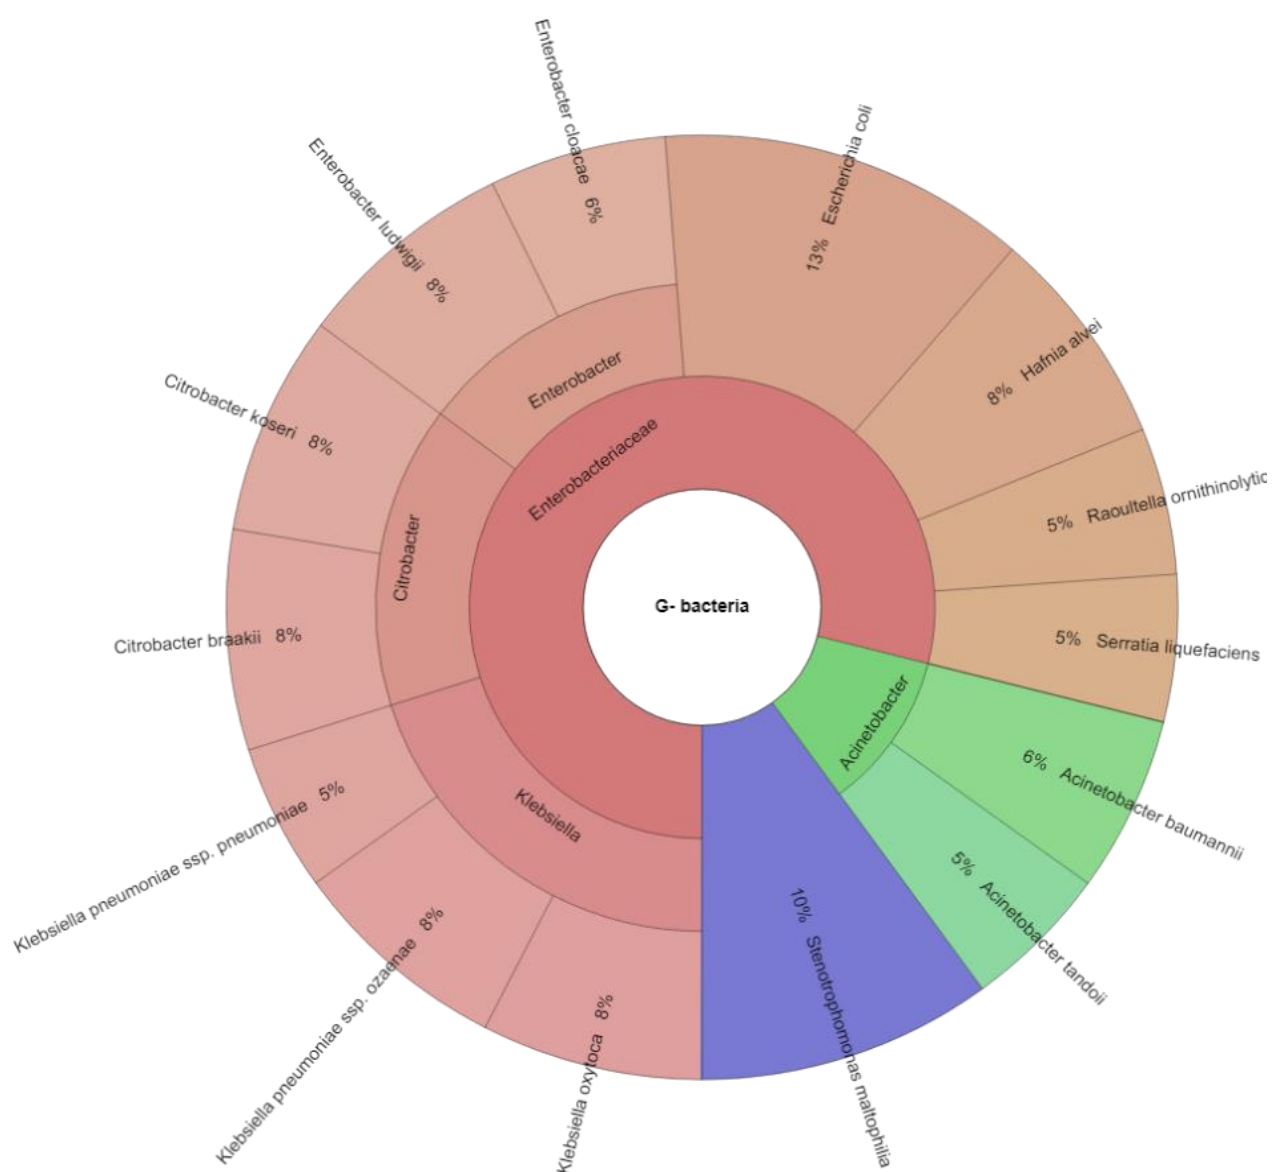 Enterobacter cloacae 6%
13% Escherichia coli
Enterobacter ludwigii 8%
8% Hafnia alvei
Citrobacter koseri 8%
Enterobacter
Enterobacteriaceae
5% Raoultella ornithinolytic
Citrobacter
G- bacteria
Citrobacter braakii 8%
5% Serratia liquefaciens
Acinetobacter
6% Acinetobacter baumannii
Klebsiella pneumoniae ssp. pneumoniae 5%
Klebsiella
5% Acinetobacter tandoii
Klebsiella pneumoniae ssp. ozaenae 8%
10% Stenotrophomonas maltophilia
Klebsiella oxytoca 8%